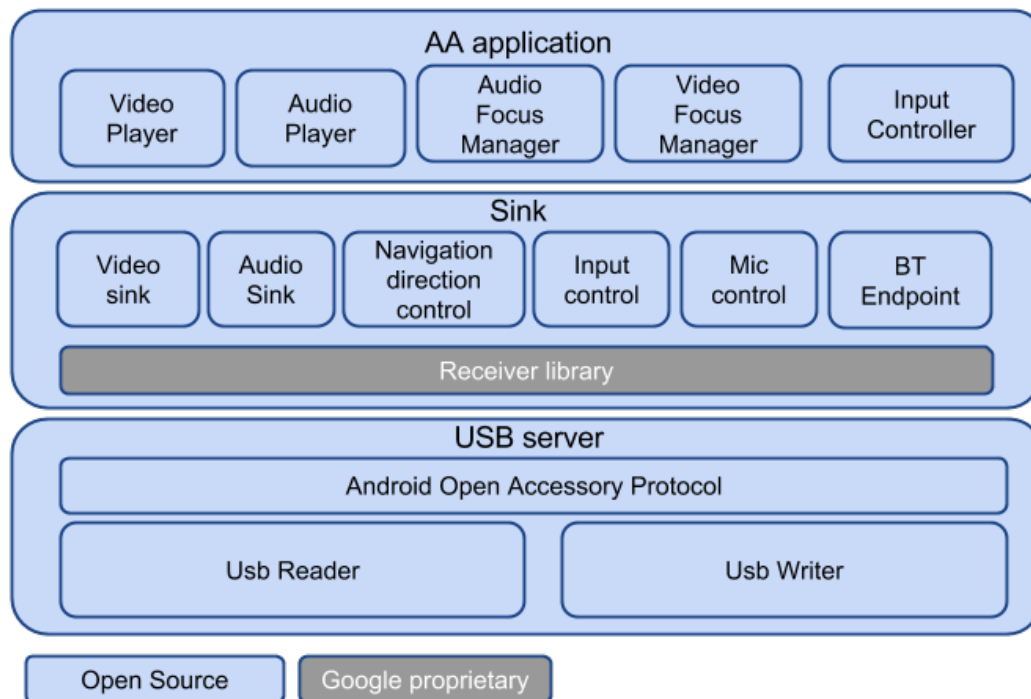 AA application
Video
Player
Audio
Player
Audio
Focus
Manager
Video
Focus
Manager
Input
Controller
Sink
Video
sink
Audio
Sink
Navigation
direction
control
Input
control
Mic
control
BT
Endpoint
Receiver library
USB server
Android Open Accessory Protocol
Usb Reader
Usb Writer
Open Source
Google proprietary